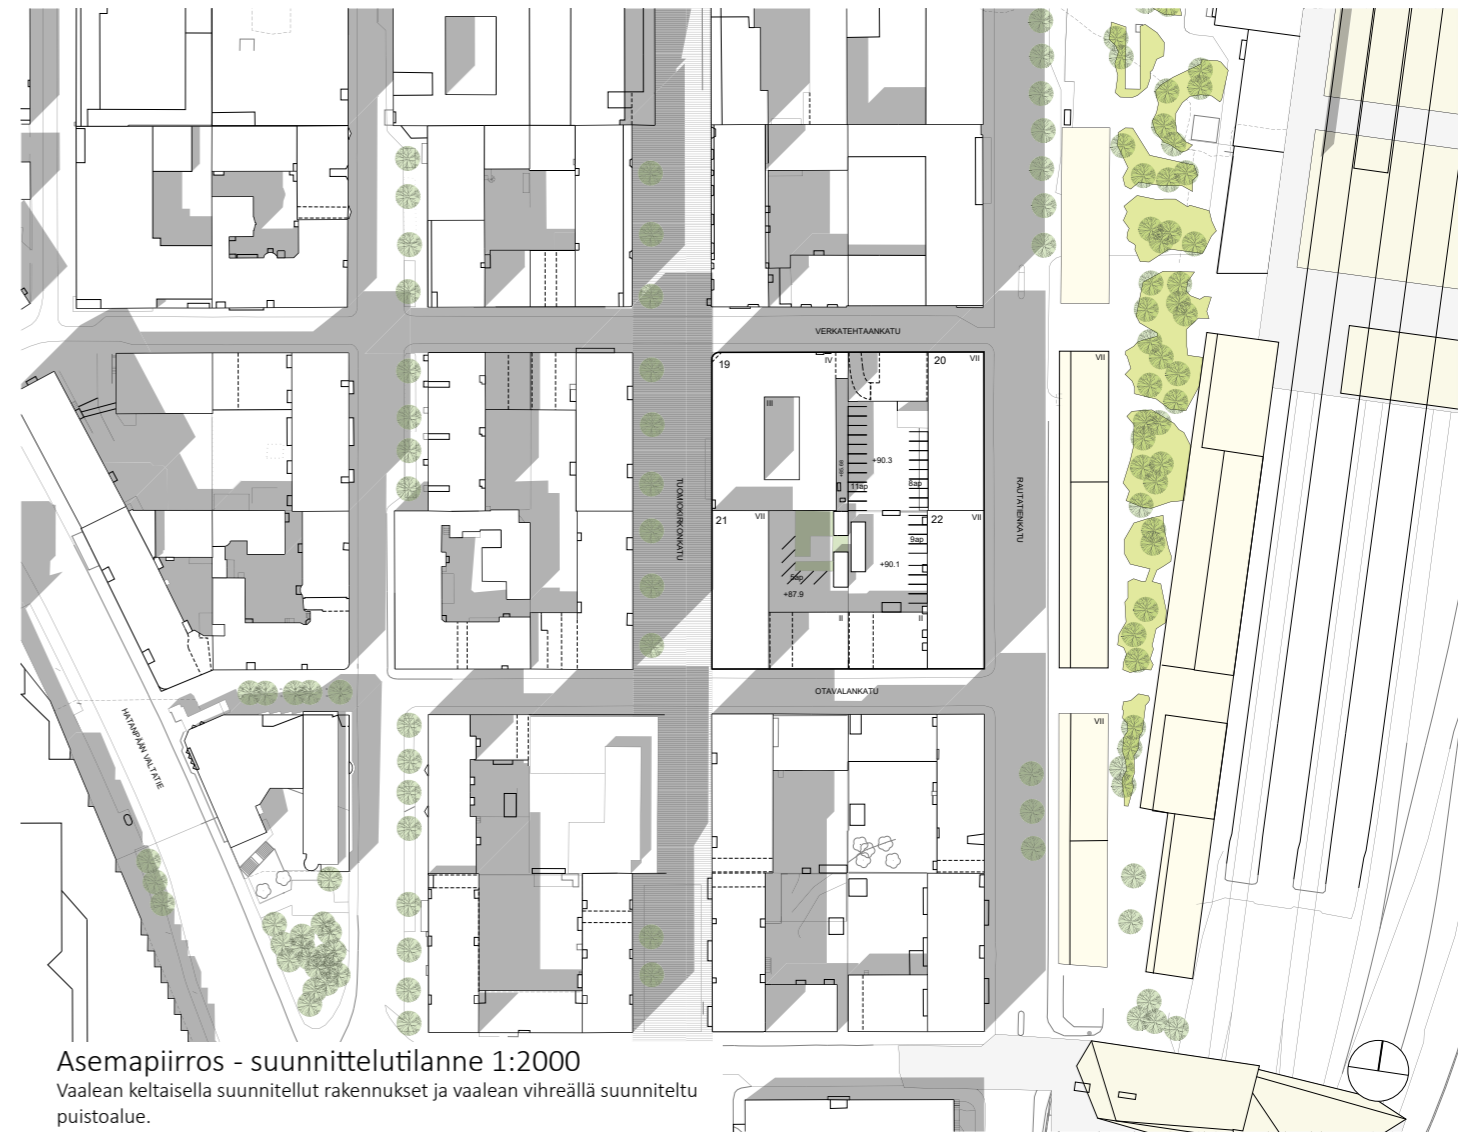 VERKATEHTAANKATU
19
IV
20
VII
VII
III
+90.3
11ap
8ap
TUOMIOKIRKONKATU
RAUTATIENKATU
21
VII
22
VII
9ap
+90.1
5ap
+87.9
II
II
OTAVALANKATU
HATANPÄÄN VALTATIE
VII
Asemapiirros - suunnittelutilanne 1:2000
Vaalean keltaisella suunnitellut rakennukset ja vaalean vihreällä suunniteltu
puistoalue.